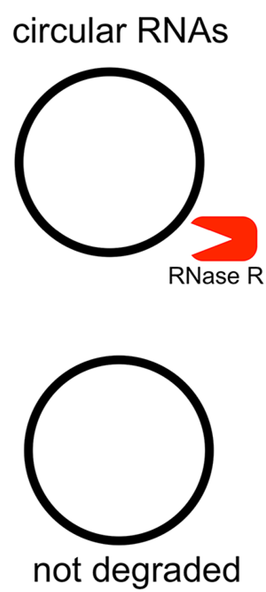 circular RNAs
RNase R
not degraded